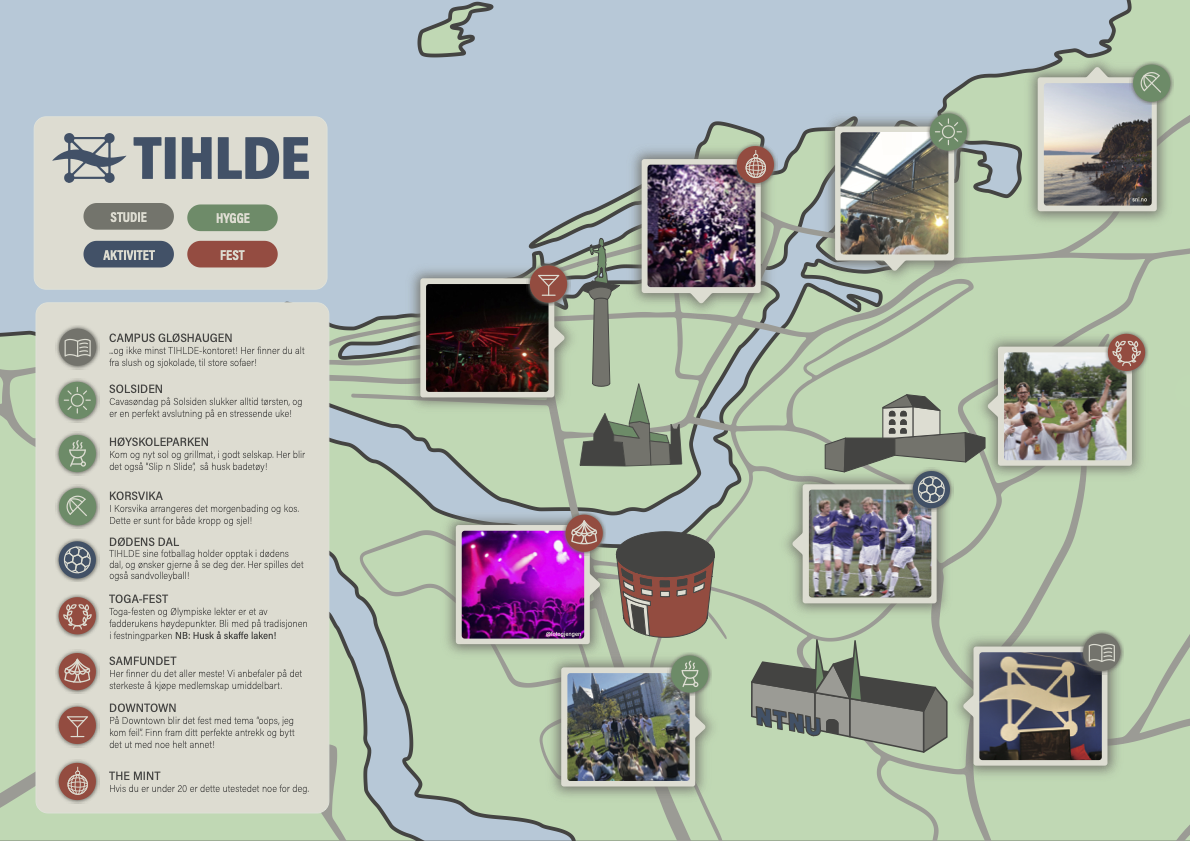 TIHLDE
STUDIE
HYGGE
AKTIVITET
FEST
CAMPUS GLØSHAUGEN
..og ikke minst TIHLDE-kontoret! Her finner du alt
fra slush og sjokolade, til store sofaer!
SOLSIDEN
Cavasøndag på Solsiden slukker alltid tørsten, og
er en perfekt avslutning på en stressende uke!
HØYSKOLEPARKEN
Kom og nyt sol og grillmat, i godt selskap. Her blir
det også "Slip n Slide", så husk badetøy!
KORSVIKA
I Korsvika arrangeres det morgenbading og kos.
Dette er sunt for både kropp og sjel!
DØDENS DAL
TIHLDE sine fotballag holder opptak i dødens
dal, og ønsker gjerne å se deg der. Her spilles det
også sandvolleyball!
TOGA-FEST
Toga-festen og Ølympiske lekter er et av
fadderukens høydepunkter. Bli med på tradisjonen
i festningparken NB: Husk å skaffe laken!
SAMFUNDET
Her finner du det aller meste! Vi anbefaler på det
sterkeste å kjøpe medlemskap umiddelbart.
DOWNTOWN
På Downtown blir det fest med tema "oops, jeg
kom feil". Finn fram ditt perfekte antrekk og bytt
det ut med noe helt annet!
THE MINT
Hvis du er under 20 er dette utestedet noe for deg.
snl.no
@fotogjengen
NTNU